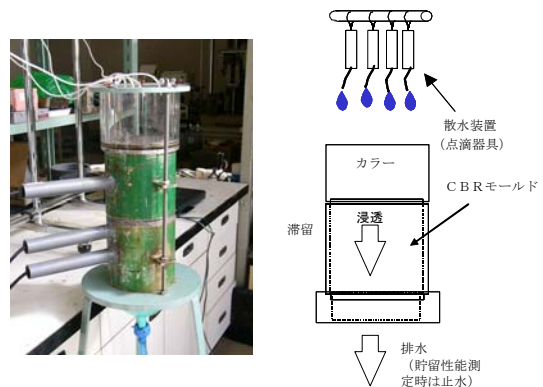 散水装置
(点滴器具)
カラー
CBRモールド
滞留
浸透
排水
(貯留性能測
定時は止水)